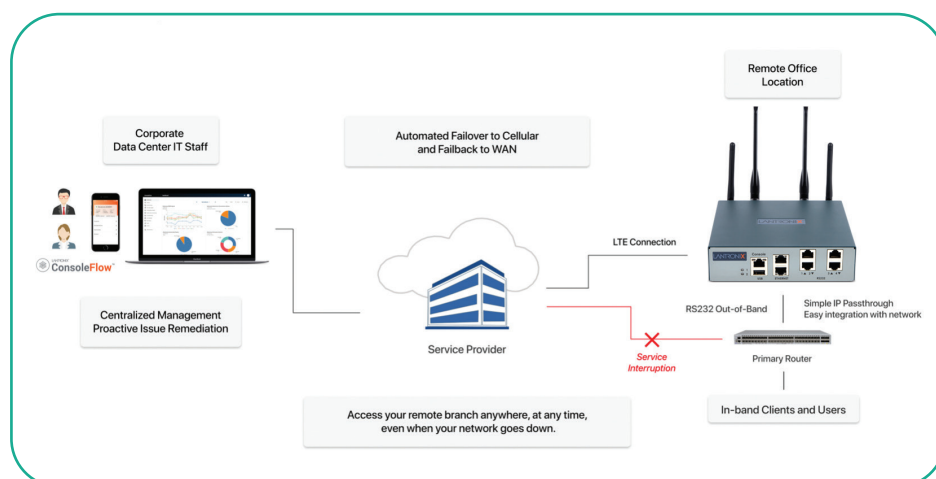 Remote Office
Location
Corporate
Data Center IT Staff
Automated Failover to Cellular
and Failback to WAN
LANTRONIX
LANTRONIX
ConsoleFlow™
LTE Connection
RS232 Out-of-Band
Simple IP Passthrough
Easy integration with network
Centralized Management
Proactive Issue Remediation
Service Provider
Service
Interruption
Primary Router
In-band Clients and Users
Access your remote branch anywhere, at any time,
even when your network goes down.